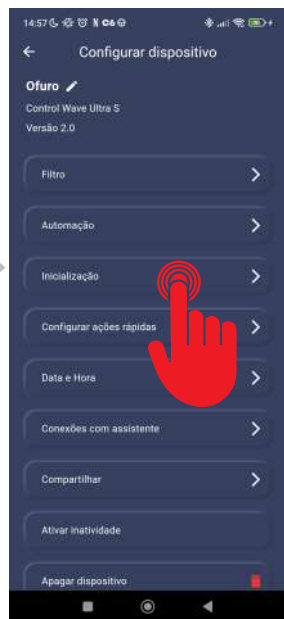 14:57
Configurar dispositivo
Ofuro
Control Wave Ultra S
Versão 2.0
Filtro
Automação
Inicialização
Configurar ações rápidas
Data e Hora
Conexões com assistente
Compartilhar
Ativar inatividade
Apagar dispositivo